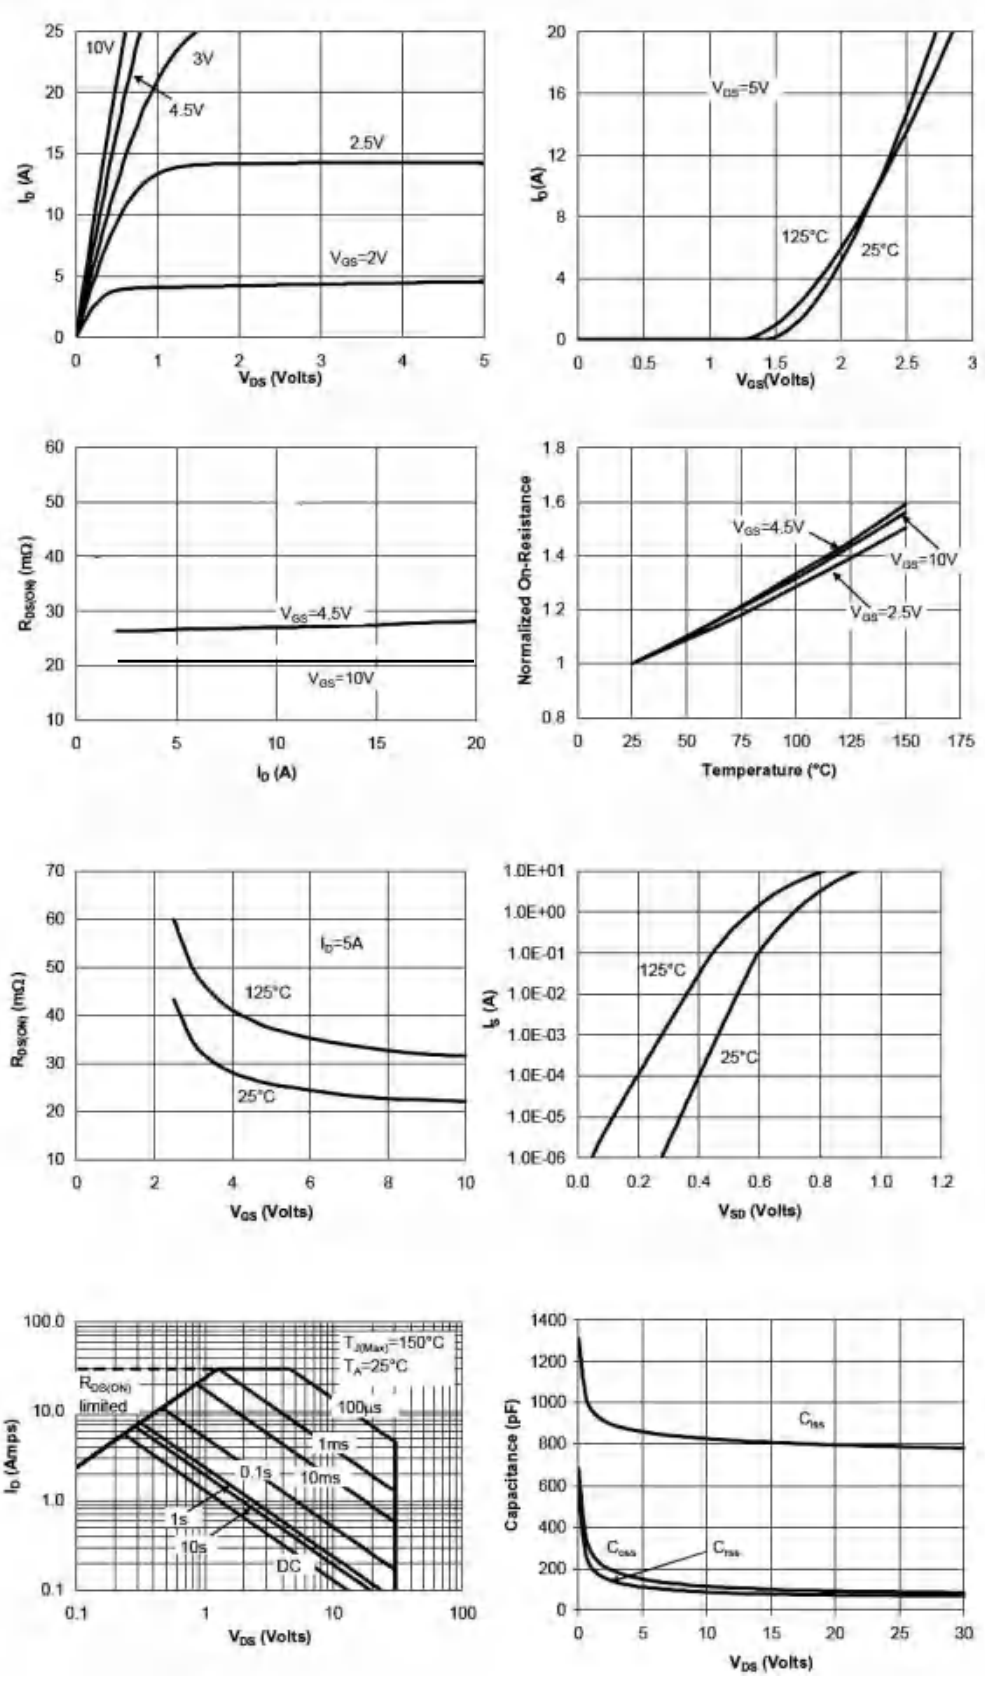 25
20
15
10
5
0
I_D (A)
10V
3V
4.5V
2.5V
V_GS=2V
0 1 2 3 4 5
V_DS (Volts)
20
16
12
8
4
0
I_D(A)
V_DS=5V
125°C
25°C
0 0.5 1 1.5 2 2.5 3
V_GS(Volts)
60
50
40
30
20
10
R_DS(ON) (mΩ)
V_GS=4.5V
V_GS=10V
0 5 10 15 20
I_D (A)
1.8
1.6
1.4
1.2
1
0.8
Normalized On-Resistance
V_GS=4.5V
V_GS=10V
V_GS=2.5V
0 25 50 75 100 125 150 175
Temperature (°C)
70
60
50
40
30
20
10
R_DS(ON) (mΩ)
I_D=5A
125°C
25°C
0 2 4 6 8 10
V_GS (Volts)
1.0E+01
1.0E+00
1.0E-01
1.0E-02
1.0E-03
1.0E-04
1.0E-05
1.0E-06
I_S (A)
125°C
25°C
0.0 0.2 0.4 0.6 0.8 1.0 1.2
V_SD (Volts)
100.0
10.0
1.0
0.1
I_D (Amps)
T_J(Max)=150°C
T_A=25°C
R_DS(ON)
limited
100μs
1ms
10ms
0.1s
1s
10s
DC
0.1 1 10 100
V_DS (Volts)
1400
1200
1000
800
600
400
200
0
Capacitance (pF)
C_iss
C_oss
C_rss
0 5 10 15 20 25 30
V_DS (Volts)